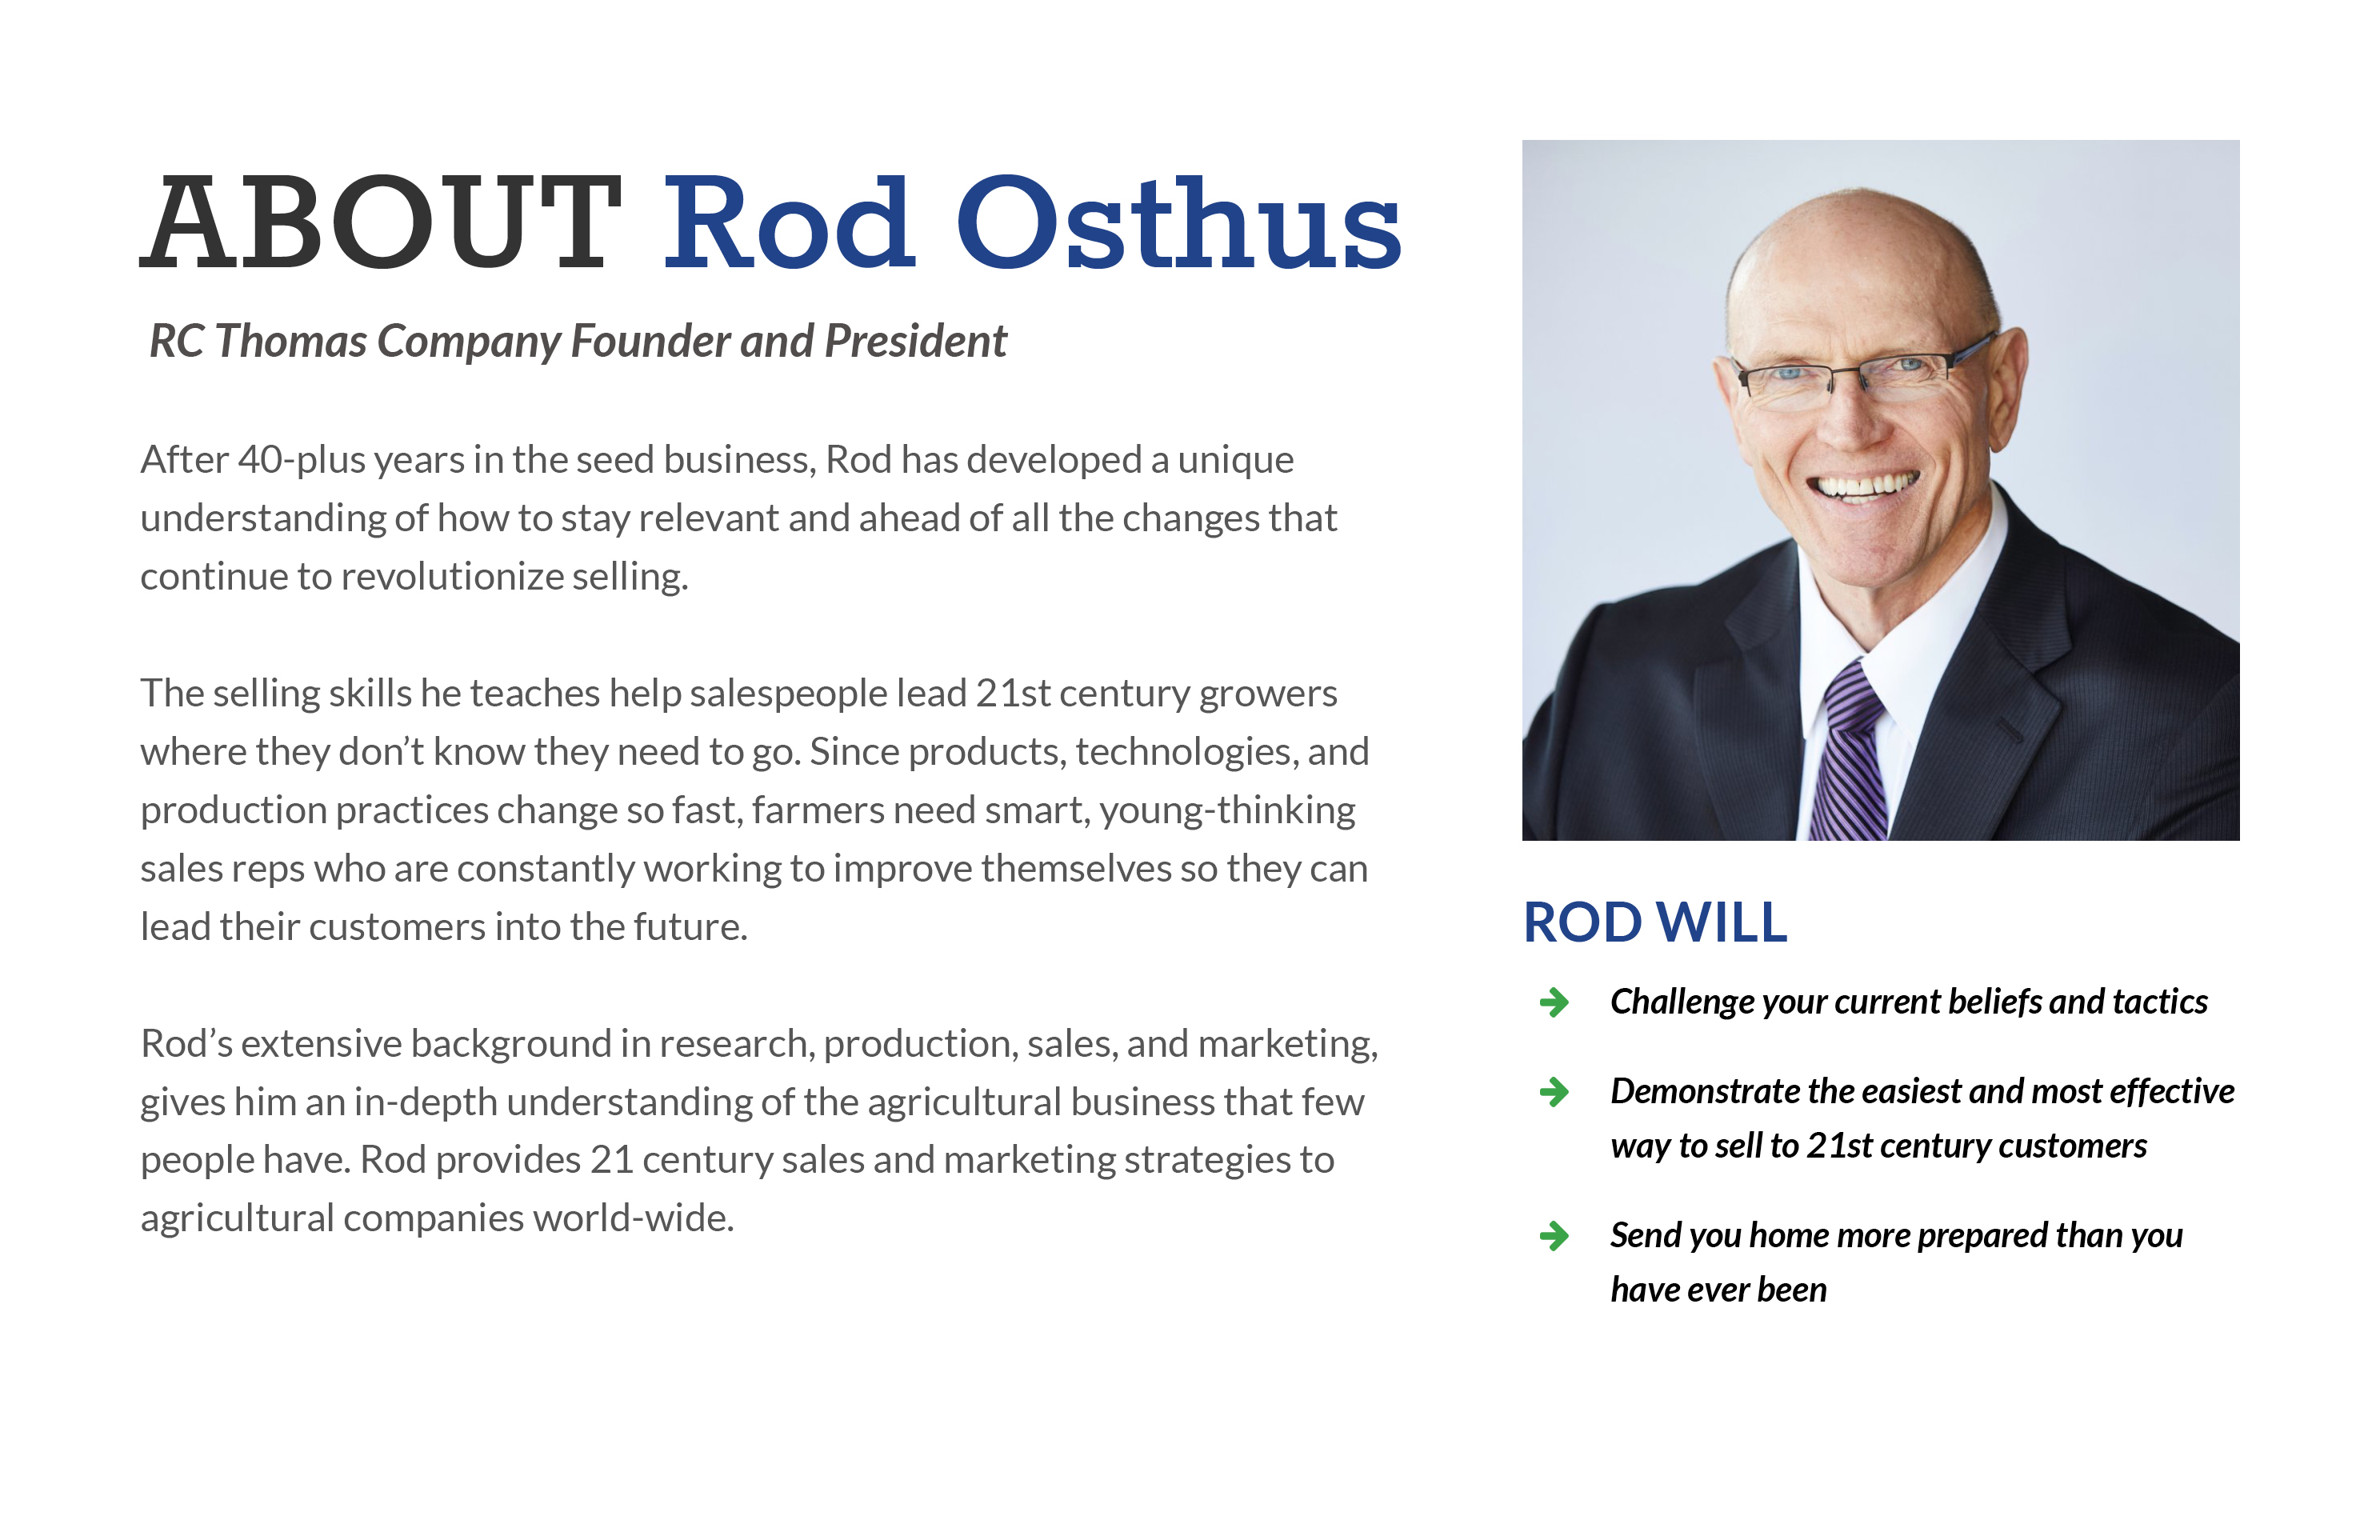 ABOUT Rod Osthus
RC Thomas Company Founder and President
After 40-plus years in the seed business, Rod has developed a unique
understanding of how to stay relevant and ahead of all the changes that
continue to revolutionize selling.
The selling skills he teaches help salespeople lead 21st century growers
where they don’t know they need to go. Since products, technologies, and
production practices change so fast, farmers need smart, young-thinking
sales reps who are constantly working to improve themselves so they can
lead their customers into the future.
Rod’s extensive background in research, production, sales, and marketing,
gives him an in-depth understanding of the agricultural business that few
people have. Rod provides 21 century sales and marketing strategies to
agricultural companies world-wide.
ROD WILL
Challenge your current beliefs and tactics
Demonstrate the easiest and most effective
way to sell to 21st century customers
Send you home more prepared than you
have ever been